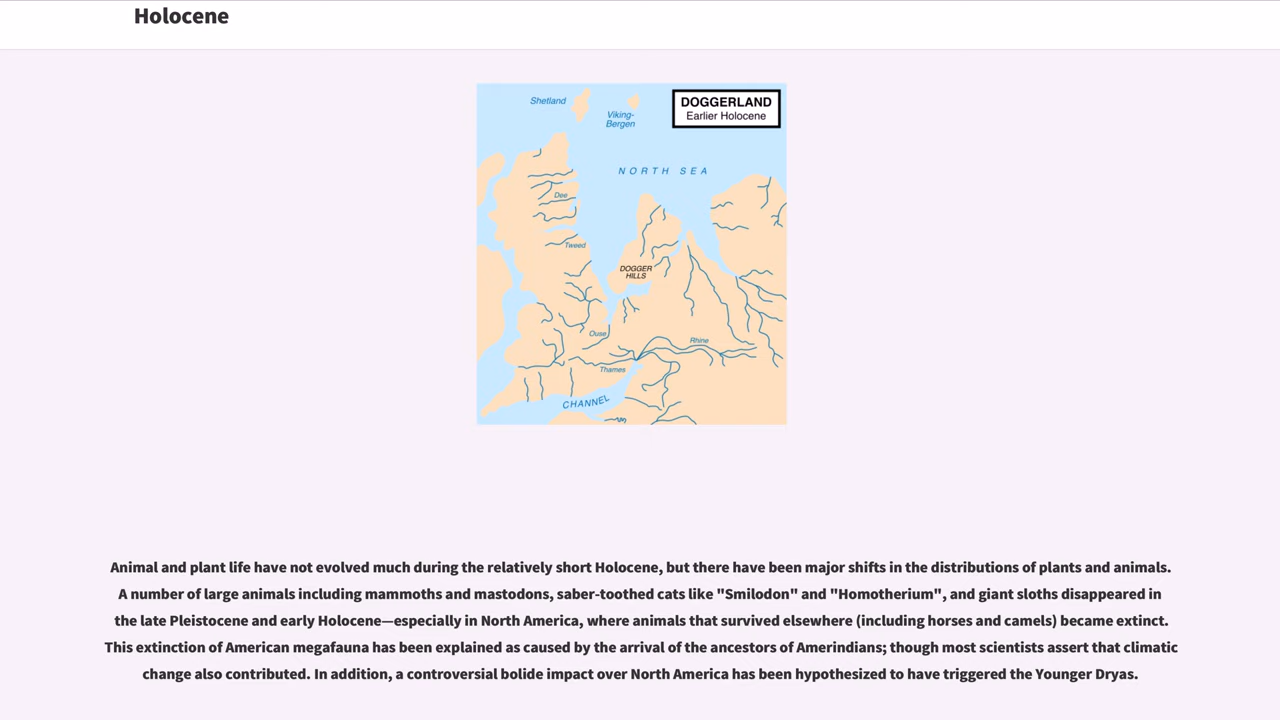 Holocene
DOGGERLAND
Earlier Holocene
Shetland
Viking-
Bergen
NORTH SEA
Dee
Tweed
DOGGER
HILLS
Ouse
Rhine
Thames
CHANNEL
Animal and plant life have not evolved much during the relatively short Holocene, but there have been major shifts in the distributions of plants and animals.
A number of large animals including mammoths and mastodons, saber-toothed cats like "Smilodon" and "Homotherium", and giant sloths disappeared in
the late Pleistocene and early Holocene—especially in North America, where animals that survived elsewhere (including horses and camels) became extinct.
This extinction of American megafauna has been explained as caused by the arrival of the ancestors of Amerindians; though most scientists assert that climatic
change also contributed. In addition, a controversial bolide impact over North America has been hypothesized to have triggered the Younger Dryas.